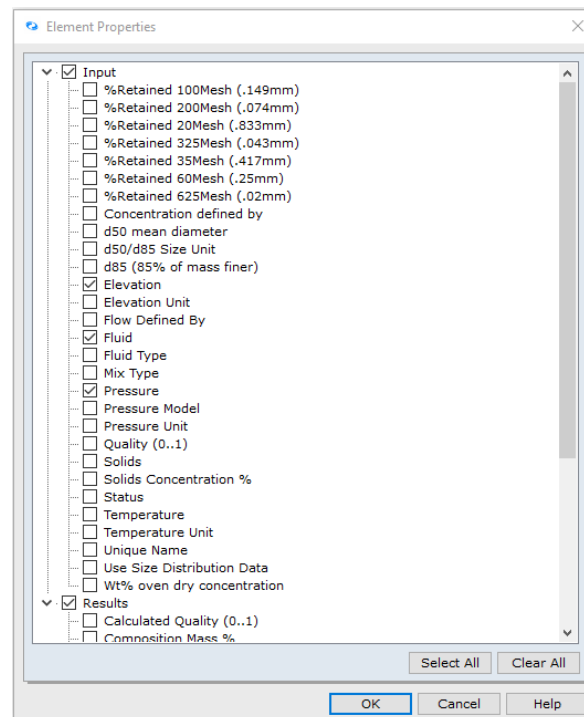 Element Properties
Input
%Retained 100Mesh (.149mm)
%Retained 200Mesh (.074mm)
%Retained 20Mesh (.833mm)
%Retained 325Mesh (.043mm)
%Retained 35Mesh (.417mm)
%Retained 60Mesh (.25mm)
%Retained 625Mesh (.02mm)
Concentration defined by
d50 mean diameter
d50/d85 Size Unit
d85 (85% of mass finer)
Elevation
Elevation Unit
Flow Defined By
Fluid
Fluid Type
Mix Type
Pressure
Pressure Model
Pressure Unit
Quality (0..1)
Solids
Solids Concentration %
Status
Temperature
Temperature Unit
Unique Name
Use Size Distribution Data
Wt% oven dry concentration
Results
Calculated Quality (0..1)
Composition Mass %
Select All Clear All
OK Cancel Help